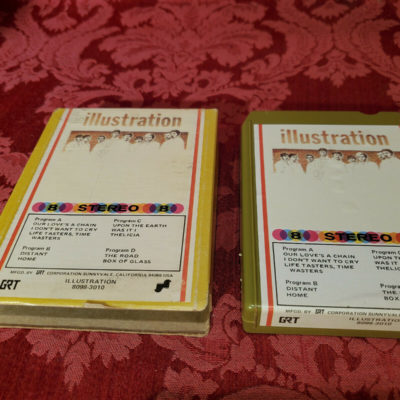 illustration
8 STEREO 8
Program A
OUR LOVE'S A CHAIN
I DON'T WANT TO CRY
LIFE TASTERS, TIME
WASTERS
Program C
UPON THE EARTH
WAS IT I
THELICIA
Program B
DISTANT
HOME
Program D
THE ROAD
BOX OF GLASS
MFGD. BY GRT CORPORATION SUNNYVALE, CALIFORNIA 94086 USA
GRT
ILLUSTRATION
8098-3010
illustration
8 STEREO 8
Program A
OUR LOVE'S A CHAIN
I DON'T WANT TO CRY
LIFE TASTERS, TIME
WASTERS
Program C
UPON THE
WAS IT I
THELICIA
Program B
DISTANT
HOME
THE
BOX
MFGD. BY GRT CORPORATION SUNNYVALE
GRT
ILLUSTRATION
8098-3010